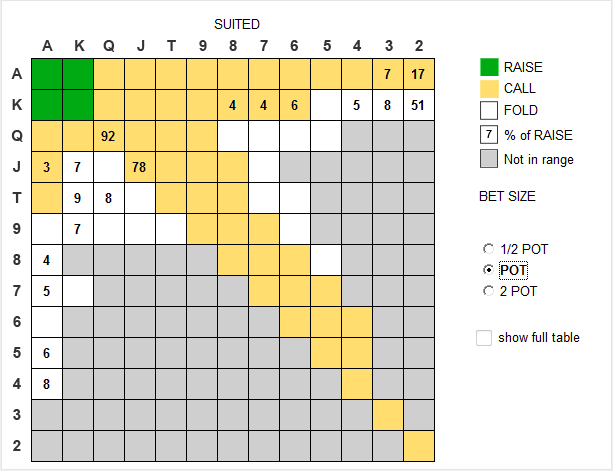 SUITED
A K Q J T 9 8 7 6 5 4 3 2
A 7 17
K 4 4 6 5 8 51
Q 92
J 3 7 78
T 9 8
9 7
8 4
7 5
6
5 6
4 8
3
2
RAISE
CALL
FOLD
7 % of RAISE
Not in range
BET SIZE
1/2 POT
POT
2 POT
show full table